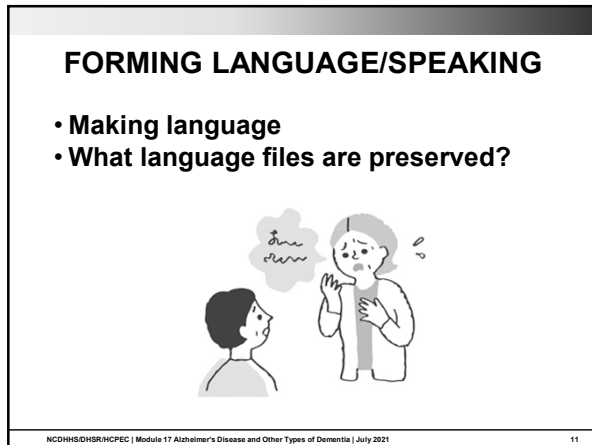 FORMING LANGUAGE/SPEAKING
• Making language
• What language files are preserved?
NCDHHS/DHSR/HCPEC | Module 17 Alzheimer's Disease and Other Types of Dementia | July 2021 11